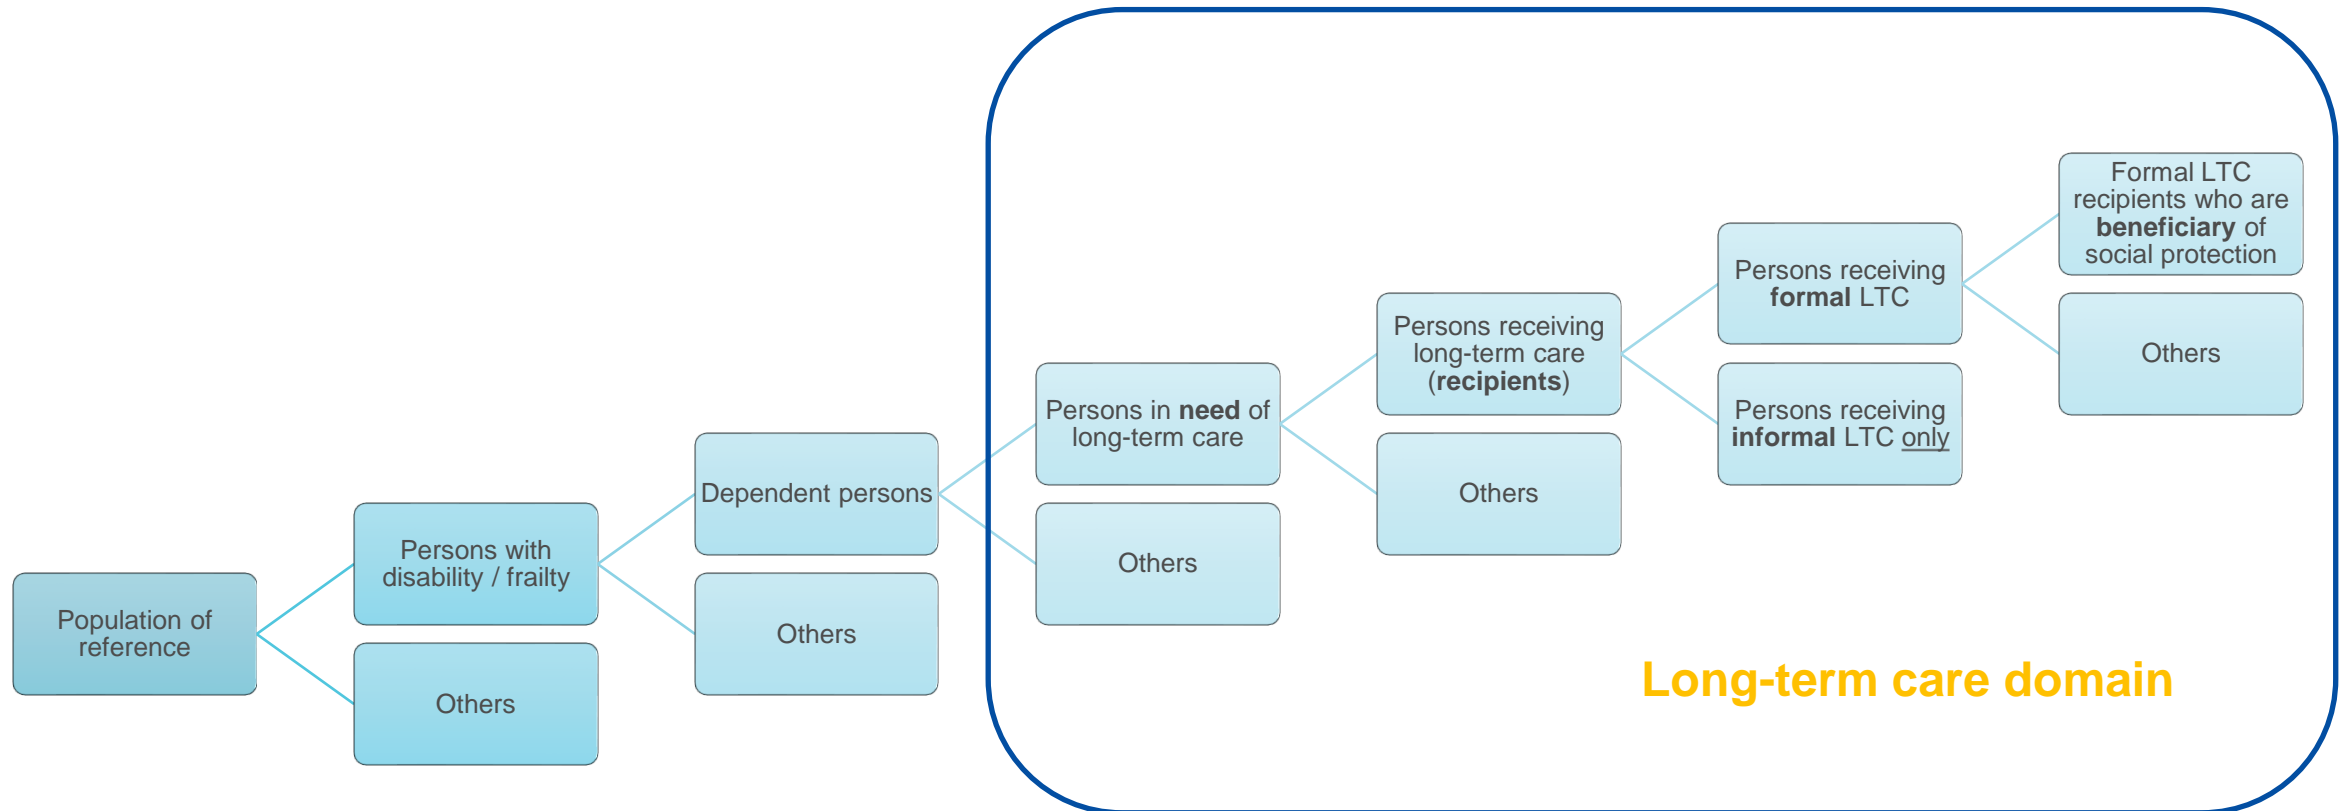 Population of
reference
Persons with
disability / frailty
Others
Dependent persons
Others
Persons in need of
long-term care
Others
Persons receiving
long-term care
(recipients)
Others
Persons receiving
formal LTC
Persons receiving
informal LTC only
Formal LTC
recipients who are
beneficiary of
social protection
Others
Long-term care domain